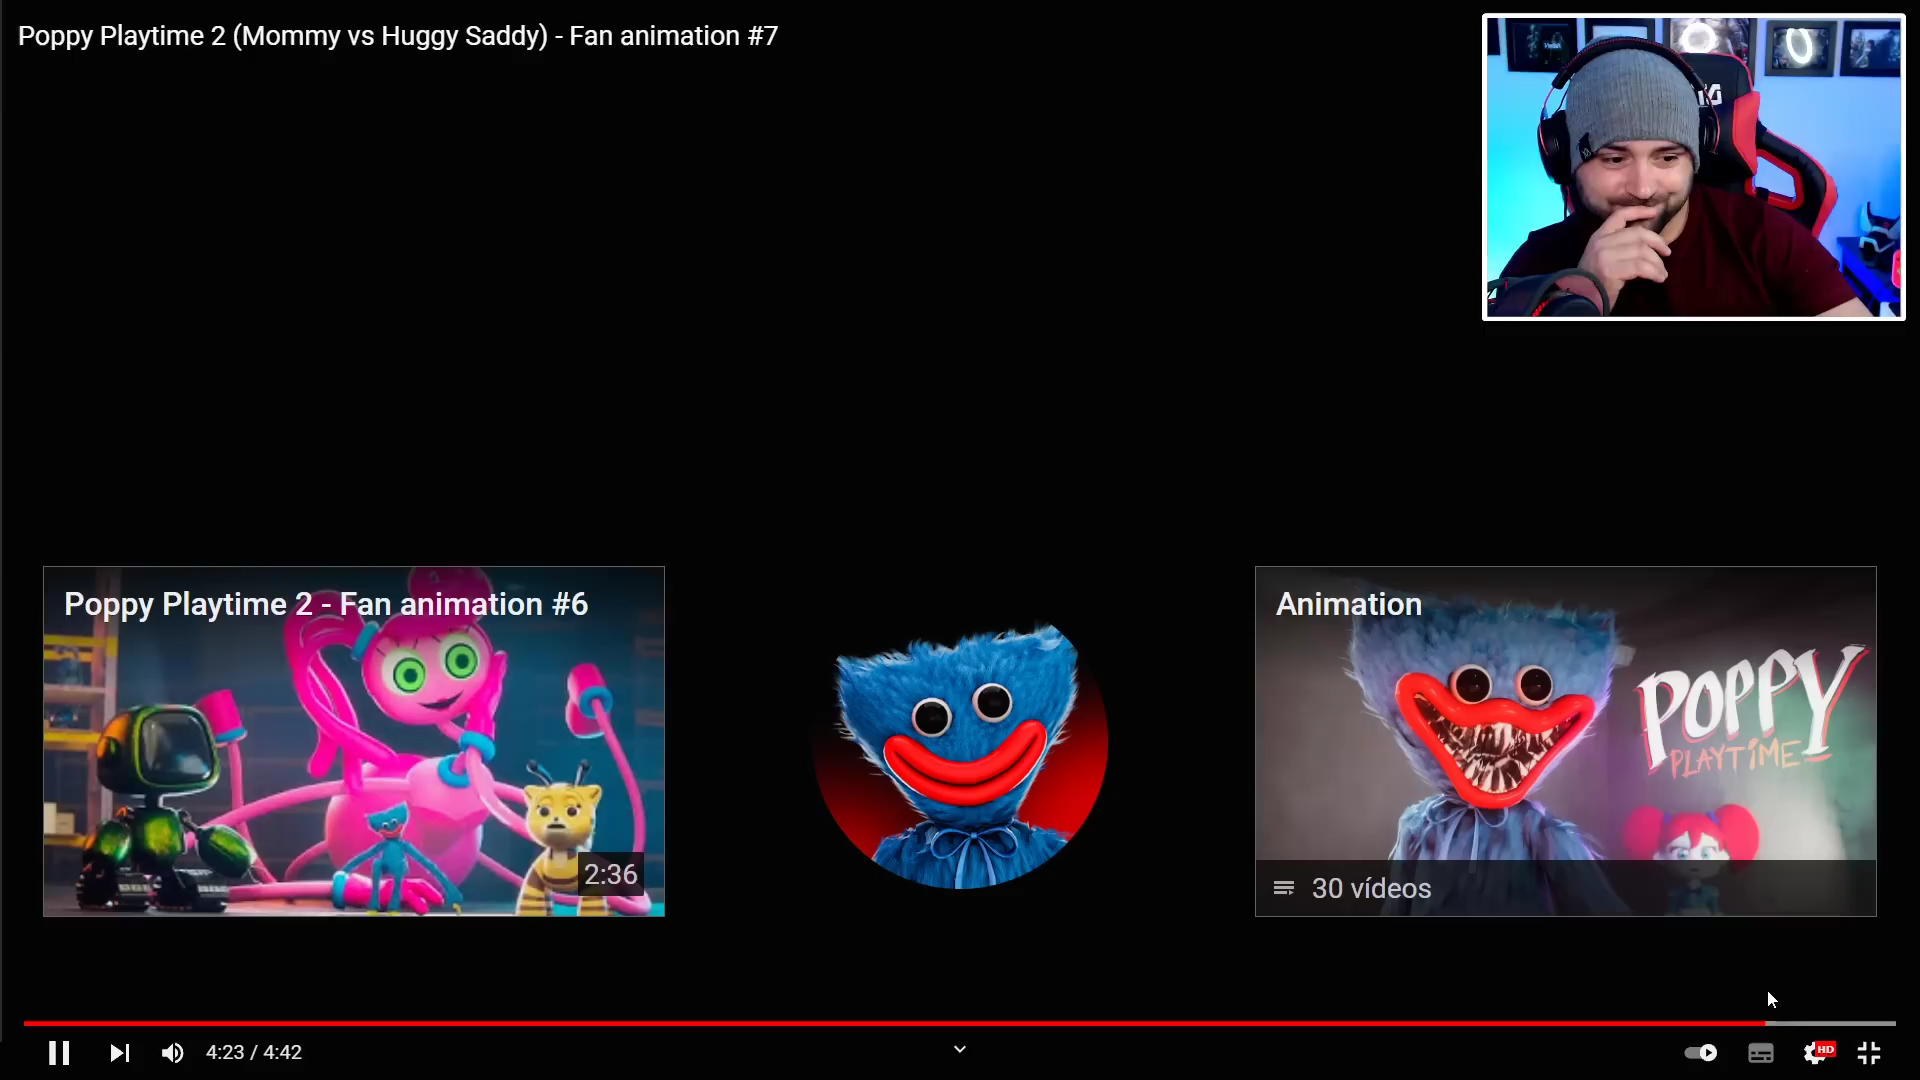 Poppy Playtime 2 (Mommy vs Huggy Saddy) - Fan animation #7
Poppy Playtime 2 - Fan animation #6
2:36
Animation
POPPY
PLAYTIME
30 vídeos
4:23 / 4:42
HD